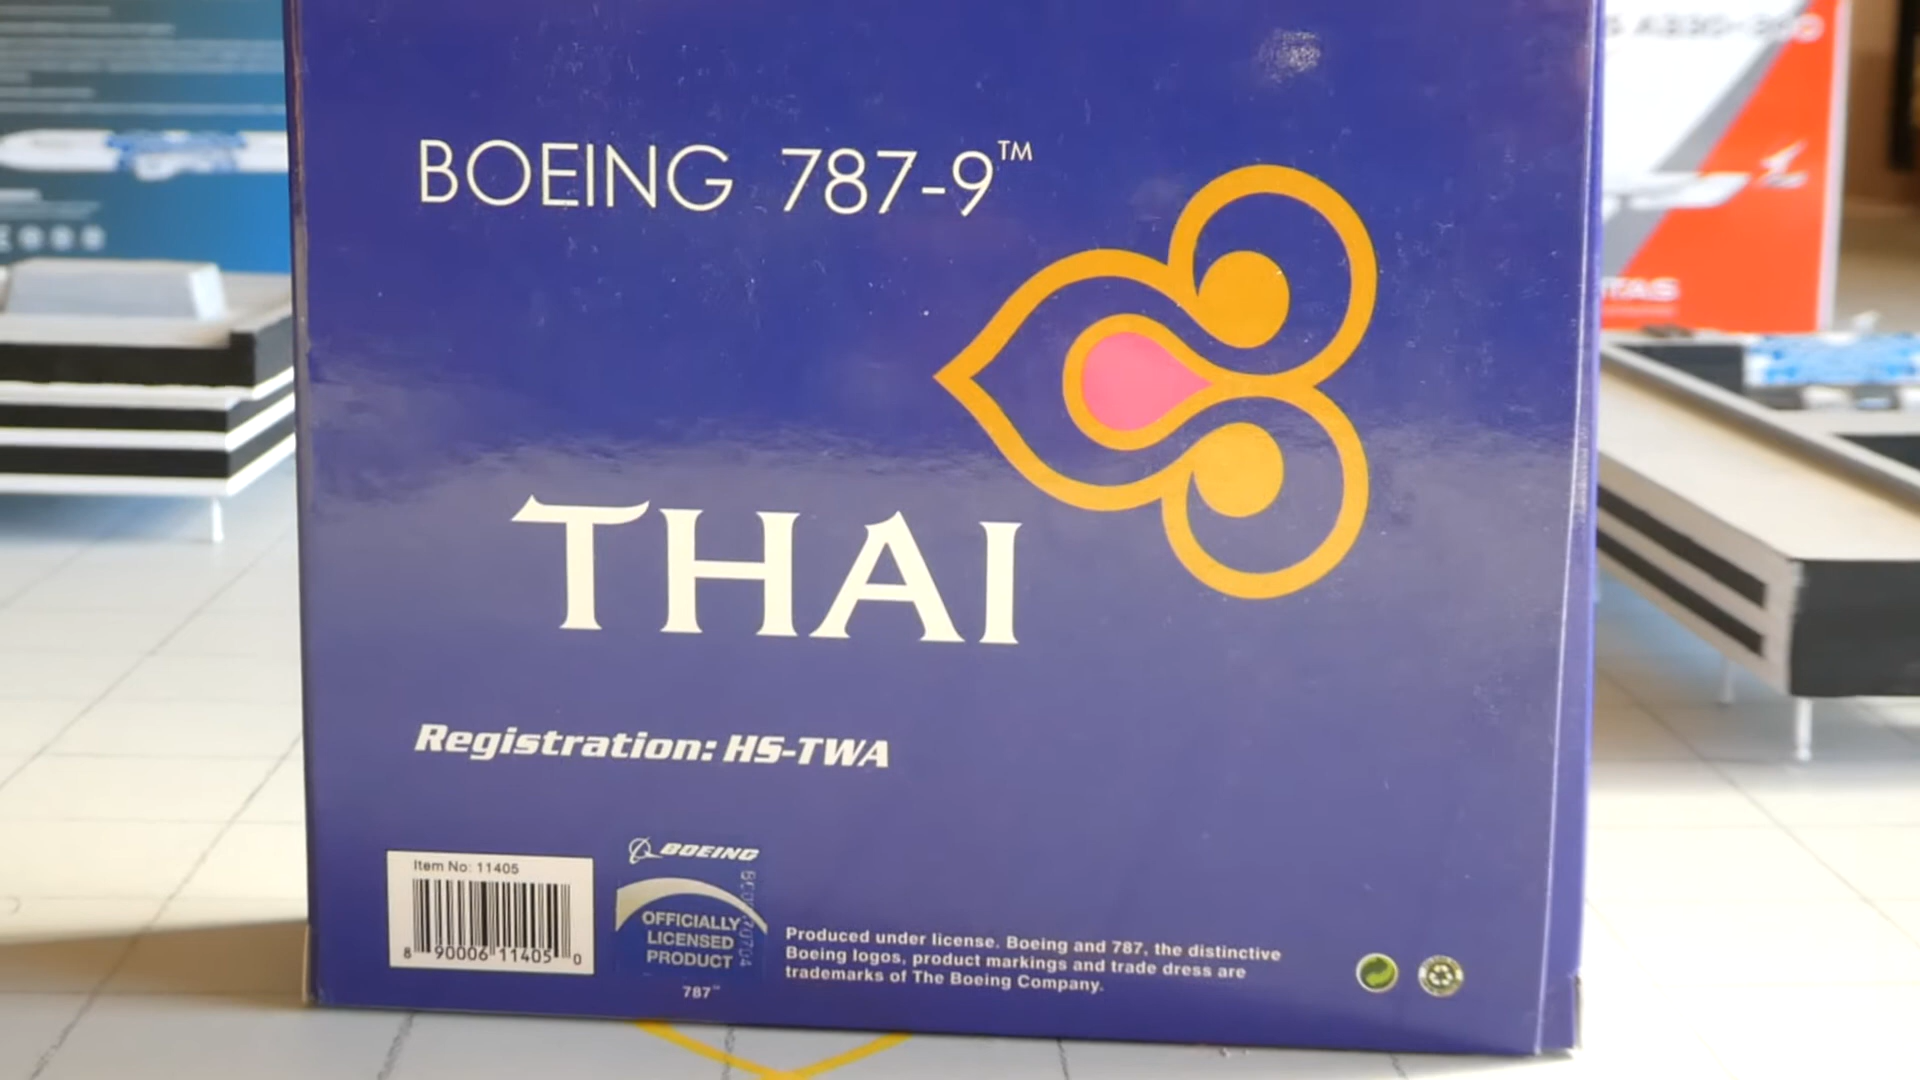 BOEING 787-9™
THAI
Registration: HS-TWA
Item No: 11405
8 90006 11405 0
BOEING
OFFICIALLY
LICENSED
PRODUCT
787™
Produced under license. Boeing and 787, the distinctive
Boeing logos, product markings and trade dress are
trademarks of The Boeing Company.